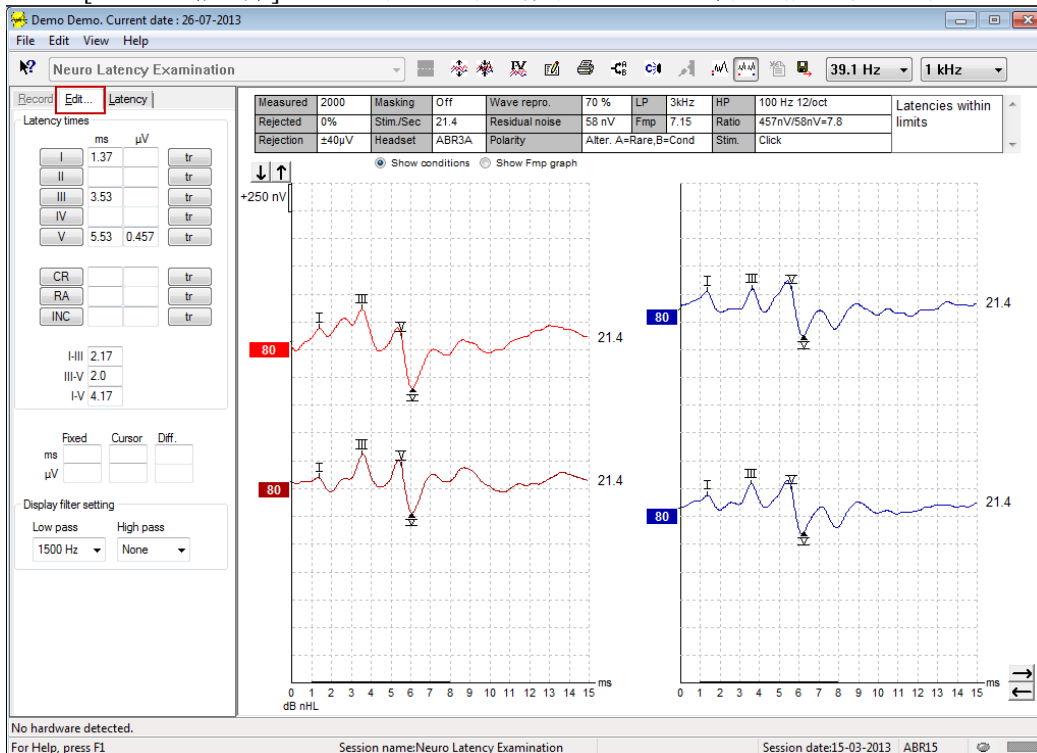 Demo Demo. Current date : 26-07-2013
File Edit View Help
Neuro Latency Examination 39.1 Hz 1 kHz
Record Edit... Latency
Measured 2000 Masking Off Wave repro. 70 % LP 3kHz HP 100 Hz 12/oct Latencies within
Rejected 0% Stim./Sec 21.4 Residual noise 58 nV Fmp 7.15 Ratio 457nV/58nV=7.8 limits
Rejection ±40µV Headset ABR3A Polarity Alter. A=Rare,B=Cond Stim. Click
Show conditions Show Fmp graph
Latency times
ms µV
I 1.37 tr
II tr
III 3.53 tr
IV tr
V 5.53 0.457 tr
CR tr
RA tr
INC tr
I-III 2.17
III-V 2.0
I-V 4.17
Fixed Cursor Diff.
ms
µV
Display filter setting
Low pass High pass
1500 Hz None
+250 nV
I III V
80 21.4
V
I III V
80 21.4
V
0 1 2 3 4 5 6 7 8 9 10 11 12 13 14 15 ms
dB nHL
I III V
80 21.4
V
I III V
80 21.4
V
0 1 2 3 4 5 6 7 8 9 10 11 12 13 14 15 ms
No hardware detected.
For Help, press F1 Session name:Neuro Latency Examination Session date:15-03-2013 ABR15